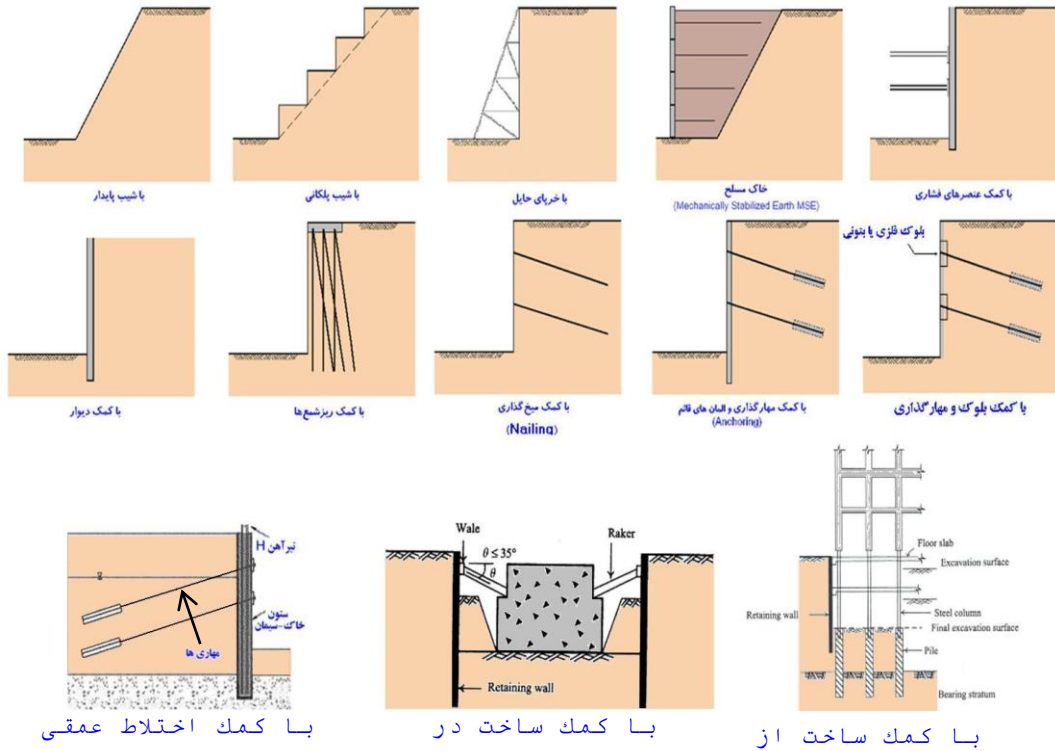 با شیب پایدار
با شیب پلکانی
با خرپای حایل
خاک مسلح
(Mechanically Stabilized Earth MSE)
با کمک عنصرهای فشاری
بلوک فلزی یا بتونی
با کمک دیوار
با کمک ریزشمع‌ها
با کمک میخ گذاری
(Nailing)
با کمک مهارگذاری و المان های قائم
(Anchoring)
با کمک بلوک و مهارگذاری
تیرآهن H
ستون
خاک-سیمان
مهاری ها
با کمک اختلاط عمقی
Wale
θ ≤ 35°
θ
Raker
Retaining wall
با کمک ساخت در
Floor slab
Excavation surface
Retaining wall
Steel column
Final excavation surface
Pile
Bearing stratum
با کمک ساخت از